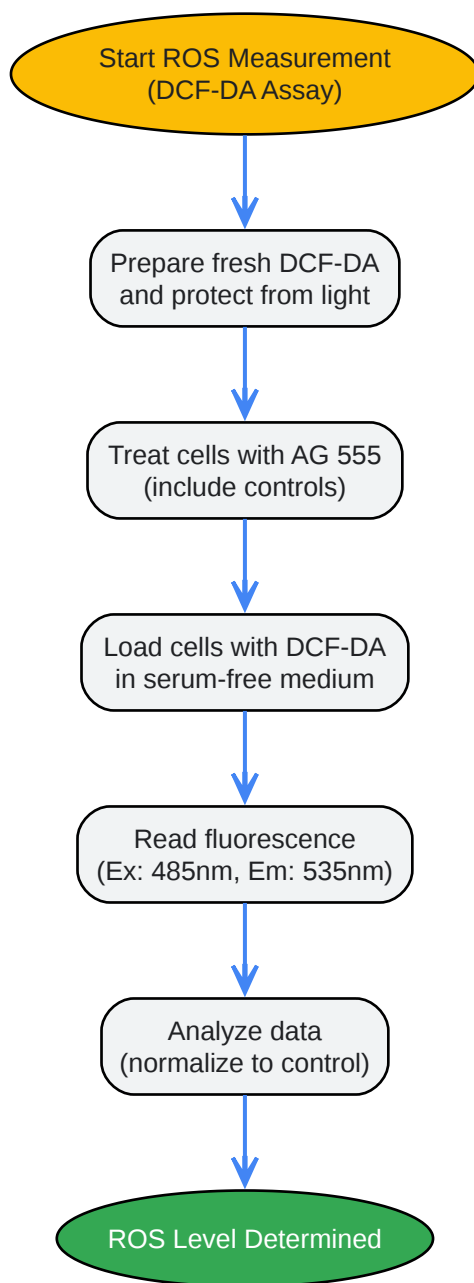 Start ROS Measurement
(DCF-DA Assay)
Prepare fresh DCF-DA
and protect from light
Treat cells with AG 555
(include controls)
Load cells with DCF-DA
in serum-free medium
Read fluorescence
(Ex: 485nm, Em: 535nm)
Analyze data
(normalize to control)
ROS Level Determined